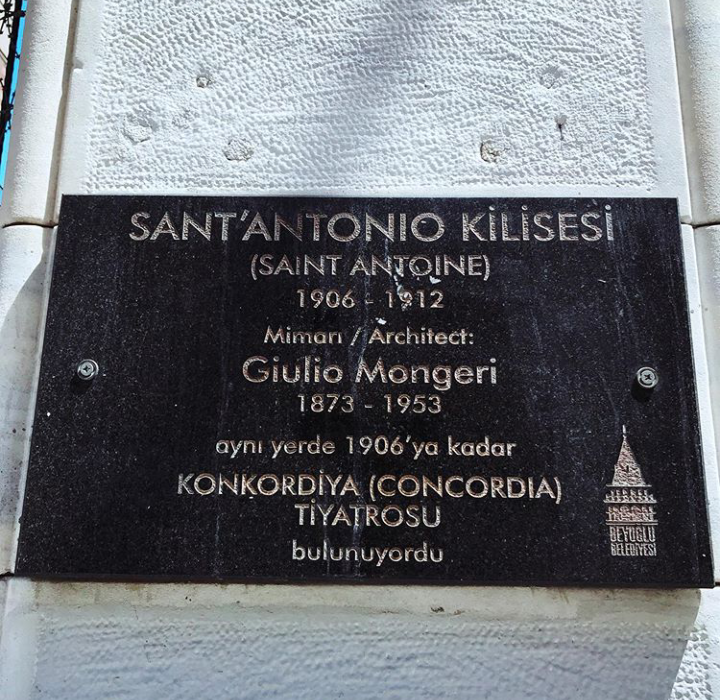 SANT'ANTONIO KİLİSESİ
(SAINT ANTOINE)
1906 - 1912
Mimarı / Architect:
Giulio Mongeri
1873 - 1953
aynı yerde 1906'ya kadar
KONKORDİYA (CONCORDIA)
TİYATROSU
bulunuyordu
BEYOĞLU
BELEDİYESİ